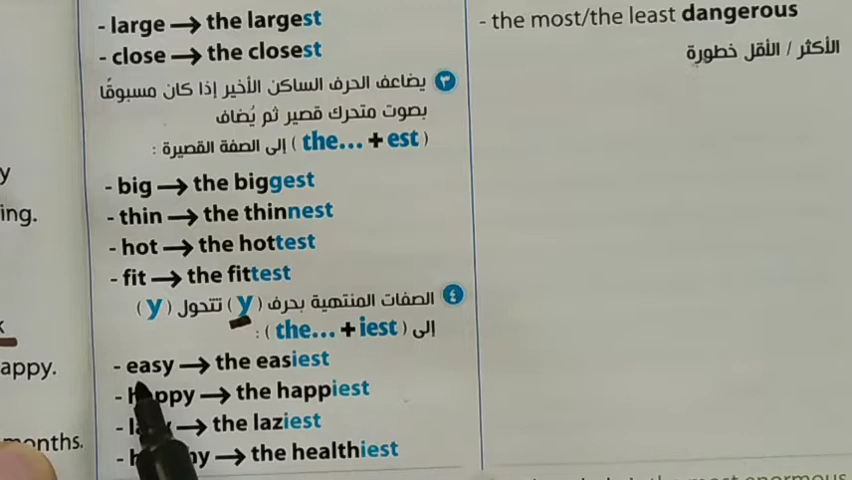 - large → the largest
- close → the closest
٣ يضاعف الحرف الساكن الأخير إذا كان مسبوقًا
بصوت متحرك قصير ثم يُضاف
(the... + est) إلى الصفة القصيرة :
- big → the biggest
- thin → the thinnest
- hot → the hottest
- fit → the fittest
٤ الصفات المنتهية بحرف (y) تتحول (y)
إلى (the... + iest) :
- easy → the easiest
- happy → the happiest
→ the laziest
→ the healthiest
- the most/the least dangerous
الأكثر / الأقل خطورة
y
ing.
appy.
months.